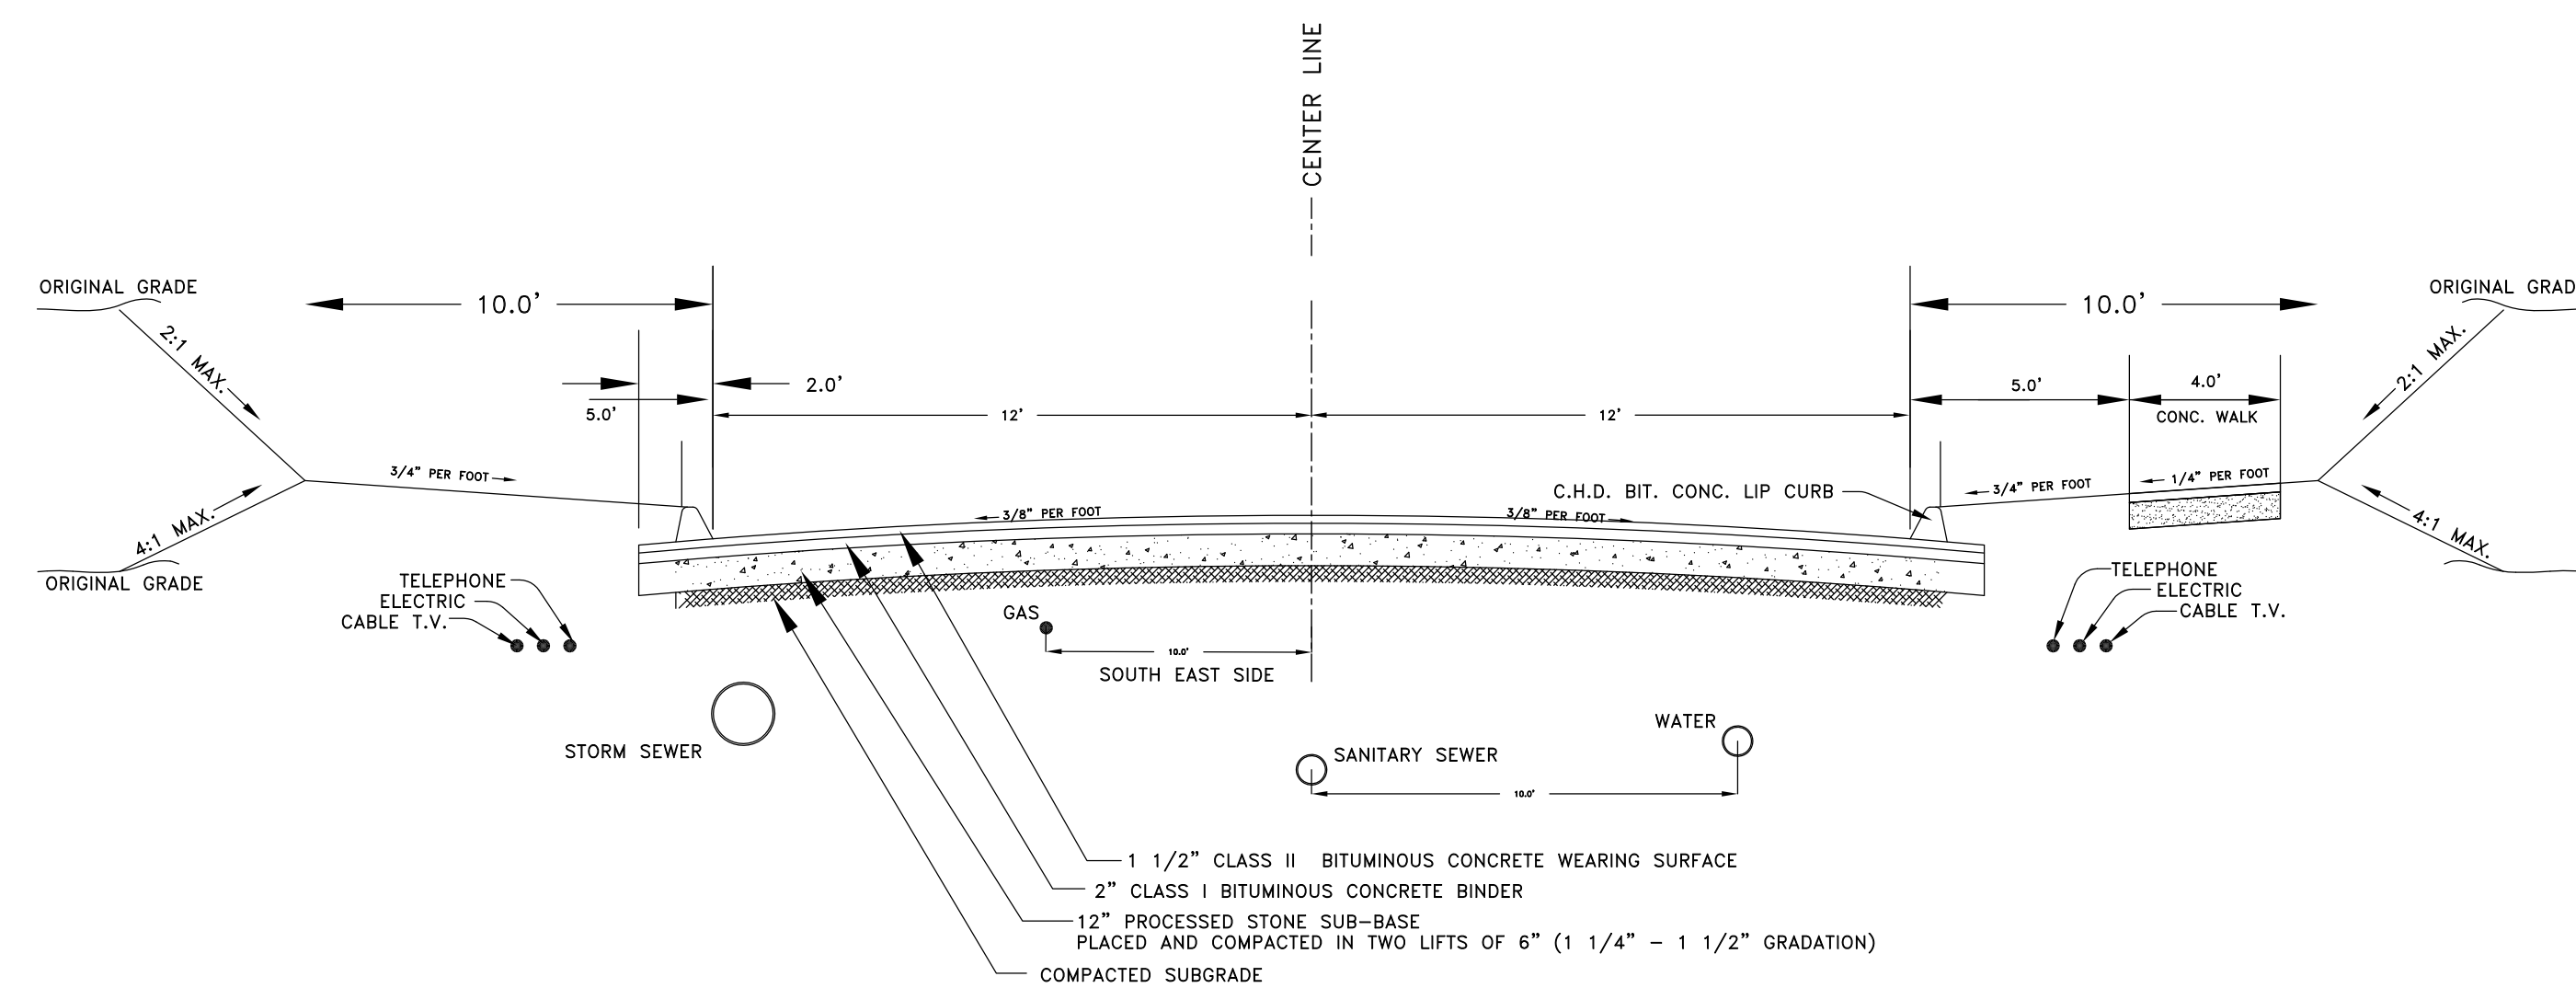 CENTER LINE
ORIGINAL GRADE
ORIGINAL GRAD
10.0'
10.0'
2:1 MAX.
2:1 MAX.
2.0'
5.0'
12'
12'
5.0'
4.0'
CONC. WALK
3/4" PER FOOT
1/4" PER FOOT
3/4" PER FOOT
C.H.D. BIT. CONC. LIP CURB
3/8" PER FOOT
3/8" PER FOOT
4:1 MAX.
4:1 MAX.
ORIGINAL GRADE
TELEPHONE
ELECTRIC
CABLE T.V.
TELEPHONE
ELECTRIC
CABLE T.V.
GAS
10.0'
SOUTH EAST SIDE
STORM SEWER
WATER
SANITARY SEWER
10.0'
1 1/2" CLASS II BITUMINOUS CONCRETE WEARING SURFACE
2" CLASS I BITUMINOUS CONCRETE BINDER
12" PROCESSED STONE SUB-BASE
PLACED AND COMPACTED IN TWO LIFTS OF 6" (1 1/4" - 1 1/2" GRADATION)
COMPACTED SUBGRADE